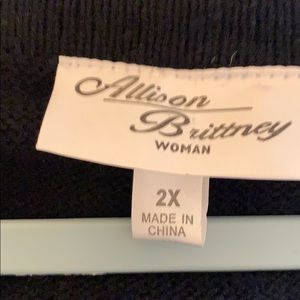 Allison
Brittney
WOMAN
2X
MADE IN
CHINA